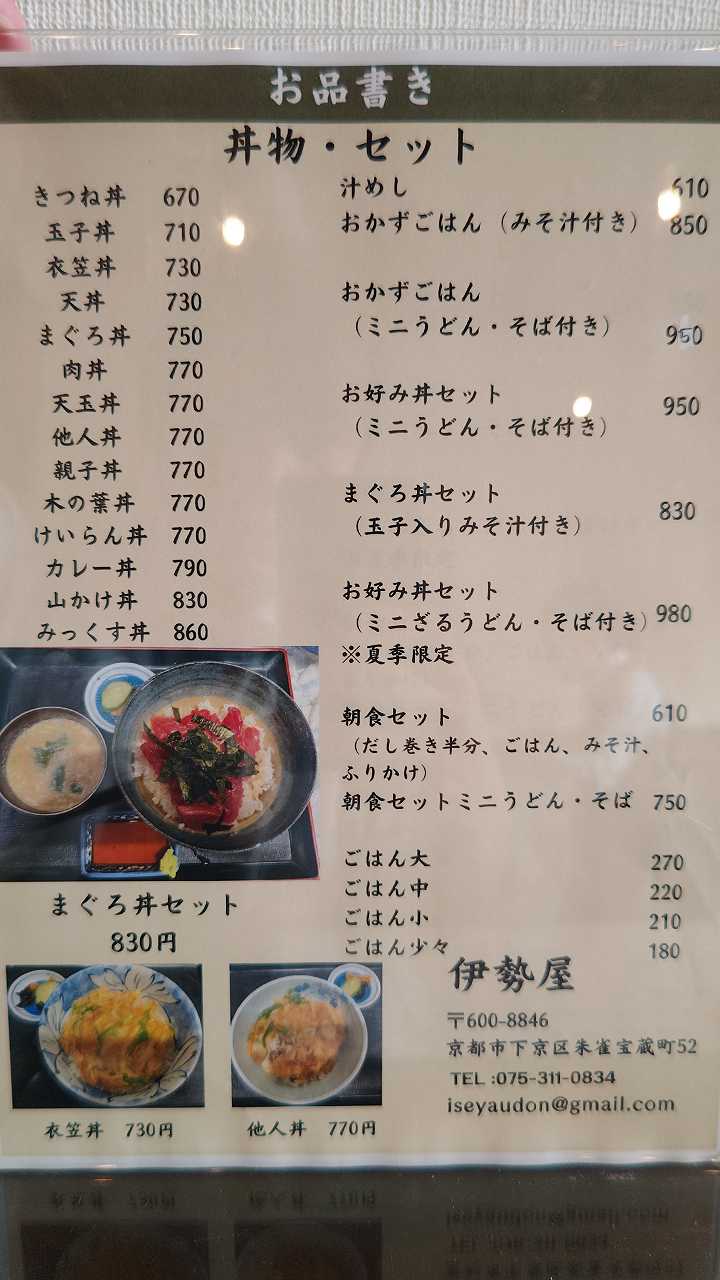 お品書き
丼物・セット
きつね丼 670
玉子丼 710
衣笠丼 730
天丼 730
まぐろ丼 750
肉丼 770
天玉丼 770
他人丼 770
親子丼 770
木の葉丼 770
けいらん丼 770
カレー丼 790
山かけ丼 830
みっくす丼 860
まぐろ丼セット
830円
衣笠丼 730円
他人丼 770円
汁めし 610
おかずごはん(みそ汁付き) 850
おかずごはん
(ミニうどん・そば付き) 950
お好み丼セット 950
(ミニうどん・そば付き)
まぐろ丼セット 830
(玉子入りみそ汁付き)
お好み丼セット
(ミニざるうどん・そば付き) 980
※夏季限定
朝食セット 610
(だし巻き半分、ごはん、みそ汁、
ふりかけ)
朝食セットミニうどん・そば 750
ごはん大 270
ごはん中 220
ごはん小 210
ごはん少々 180
伊勢屋
〒600-8846
京都市下京区朱雀宝蔵町52
TEL :075-311-0834
iseyaudon@gmail.com